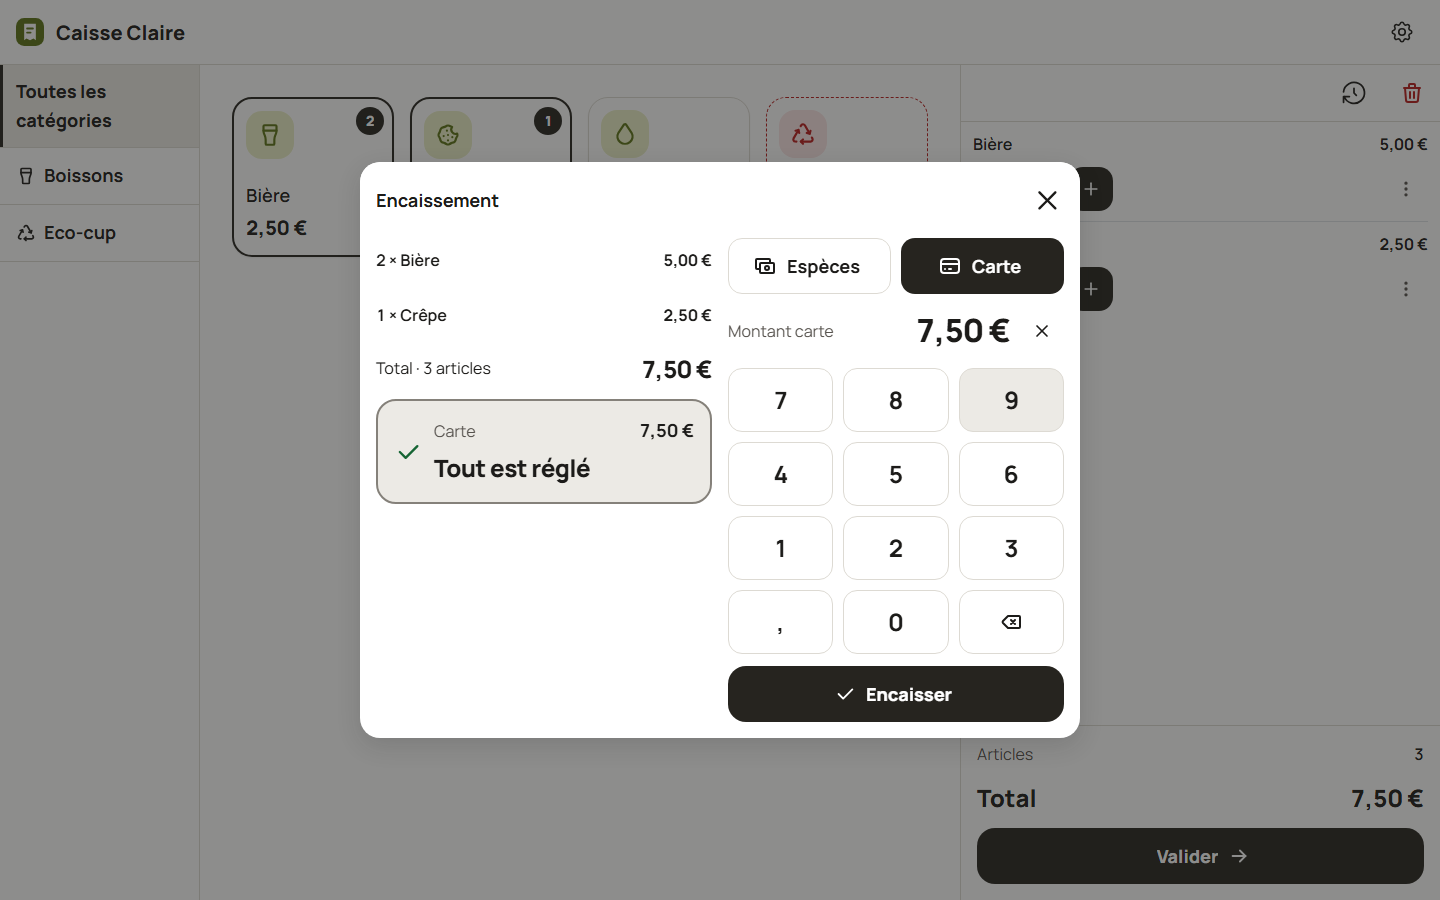 Caisse Claire
Toutes les
catégories
Boissons
Eco-cup
2
Bière
2,50 €
1
Bière
5,00 €
2,50 €
Encaissement
2 × Bière
5,00 €
1 × Crêpe
2,50 €
Total · 3 articles
7,50 €
Carte
7,50 €
Tout est réglé
Espèces
Carte
Montant carte
7,50 €
7
8
9
4
5
6
1
2
3
,
0
Encaisser
Articles
3
Total
7,50 €
Valider